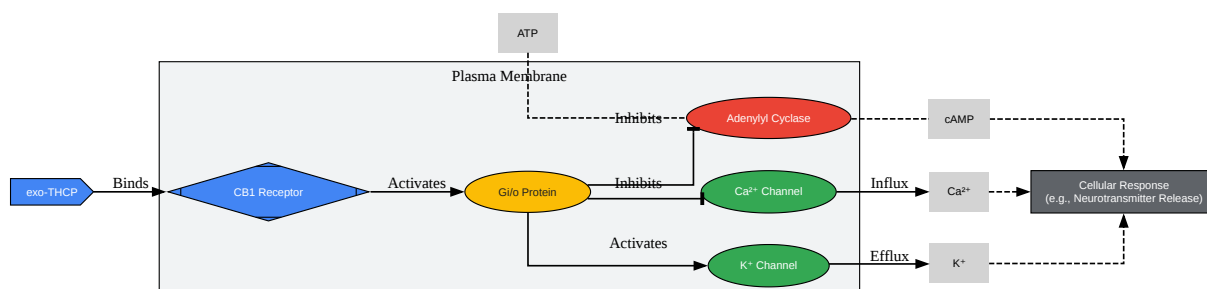 ATP
Plasma Membrane
Inhibits
Adenylyl Cyclase
cAMP
exo-THCP
Binds
CB1 Receptor
Activates
Gi/o Protein
Inhibits
Ca²⁺ Channel
Influx
Ca²⁺
Cellular Response
(e.g., Neurotransmitter Release)
Activates
K⁺ Channel
Efflux
K⁺